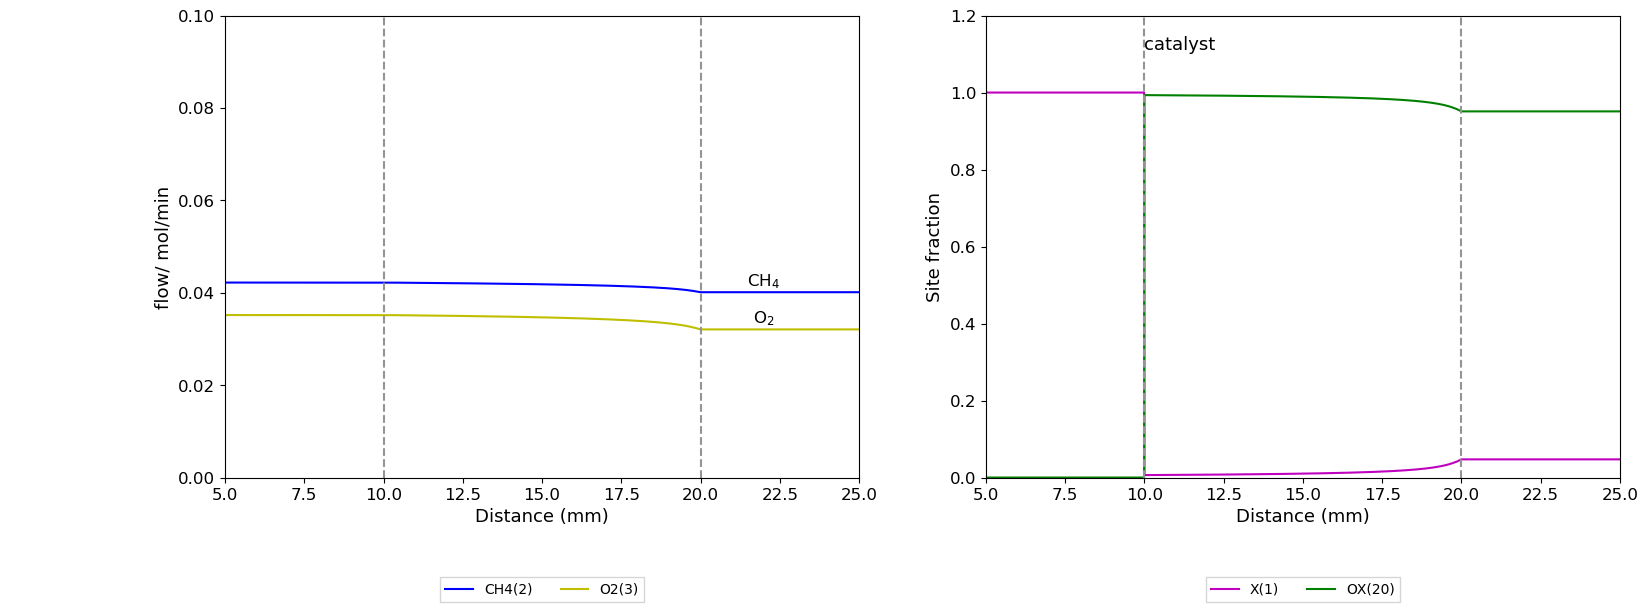 0.10
0.08
0.06
0.04
0.02
0.00
flow/ mol/min
CH4
O2
5.0 7.5 10.0 12.5 15.0 17.5 20.0 22.5 25.0
Distance (mm)
CH4(2) O2(3)
1.2
1.0
0.8
0.6
0.4
0.2
0.0
Site fraction
catalyst
5.0 7.5 10.0 12.5 15.0 17.5 20.0 22.5 25.0
Distance (mm)
X(1) OX(20)